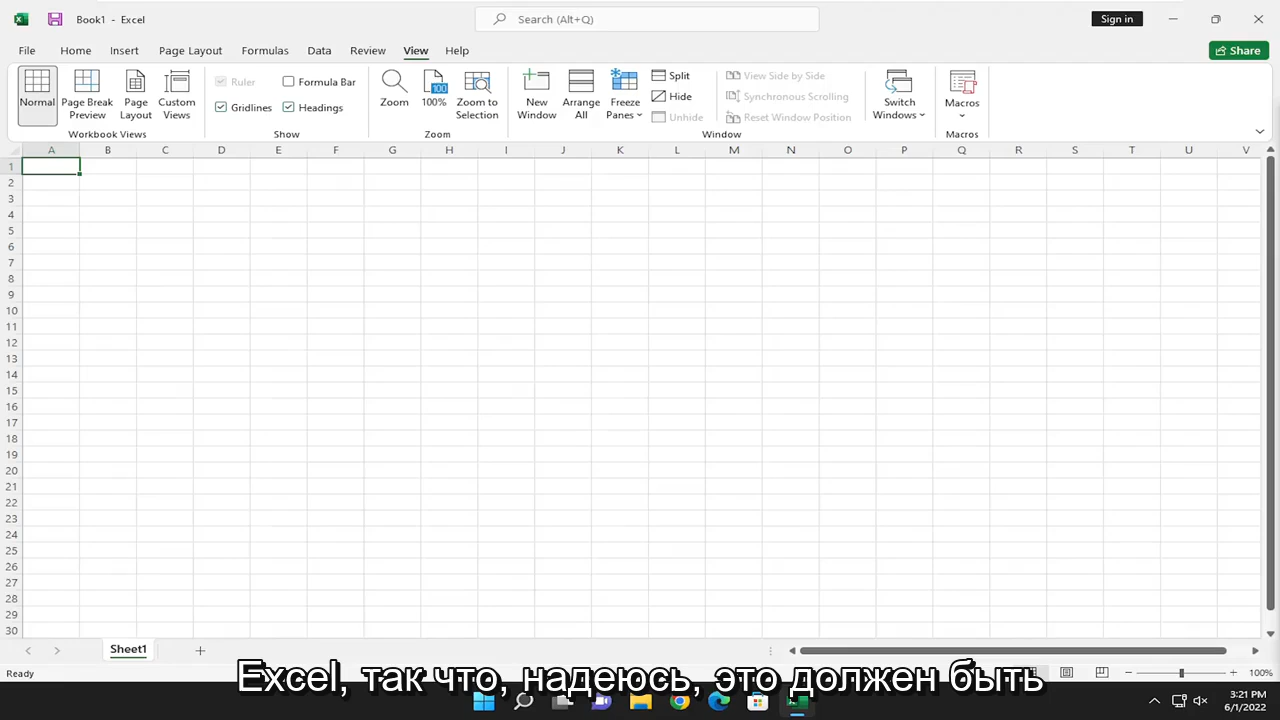 Book1 - Excel
Search (Alt+Q)
Sign in
File Home Insert Page Layout Formulas Data Review View Help
Share
Normal
Page Break Preview
Page Layout
Custom Views
Workbook Views
Ruler
Formula Bar
Gridlines
Headings
Show
Zoom
100%
Zoom to Selection
Zoom
New Window
Arrange All
Freeze Panes
Split
Hide
Unhide
View Side by Side
Synchronous Scrolling
Reset Window Position
Window
Switch Windows
Macros
Macros
A B C D E F G H I J K L M N O P Q R S T U V
1
2
3
4
5
6
7
8
9
10
11
12
13
14
15
16
17
18
19
20
21
22
23
24
25
26
27
28
29
30
Sheet1
Ready
100%
Excel, так что, надеюсь, это должен быть
3:21 PM
6/1/2022